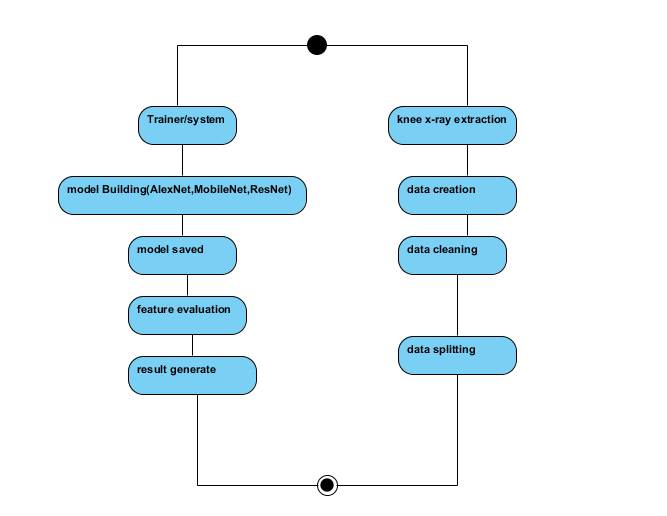 Trainer/system
model Building(AlexNet,MobileNet,ResNet)
model saved
feature evaluation
result generate
knee x-ray extraction
data creation
data cleaning
data splitting